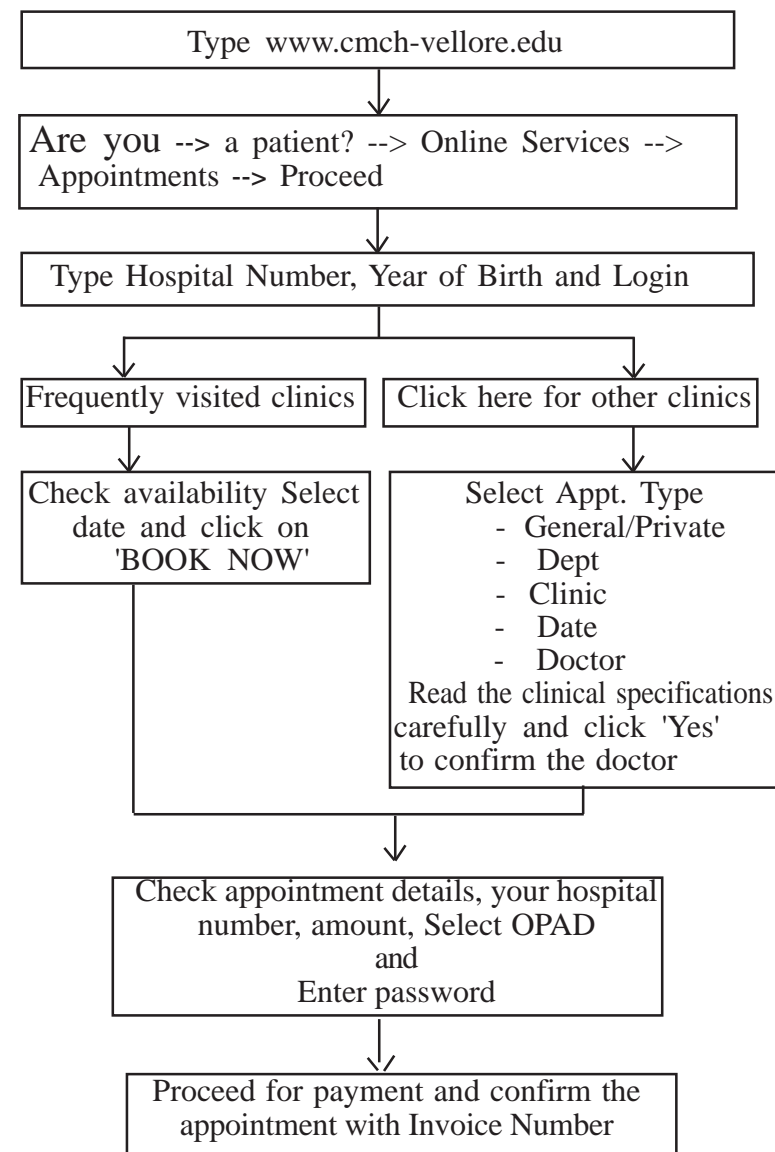 Type www.cmch-vellore.edu
Are you --> a patient? --> Online Services -->
Appointments --> Proceed
Type Hospital Number, Year of Birth and Login
Frequently visited clinics
Click here for other clinics
Check availability Select
date and click on
'BOOK NOW'
Select Appt. Type
- General/Private
- Dept
- Clinic
- Date
- Doctor
Read the clinical specifications
carefully and click 'Yes'
to confirm the doctor
Check appointment details, your hospital
number, amount, Select OPAD
and
Enter password
Proceed for payment and confirm the
appointment with Invoice Number